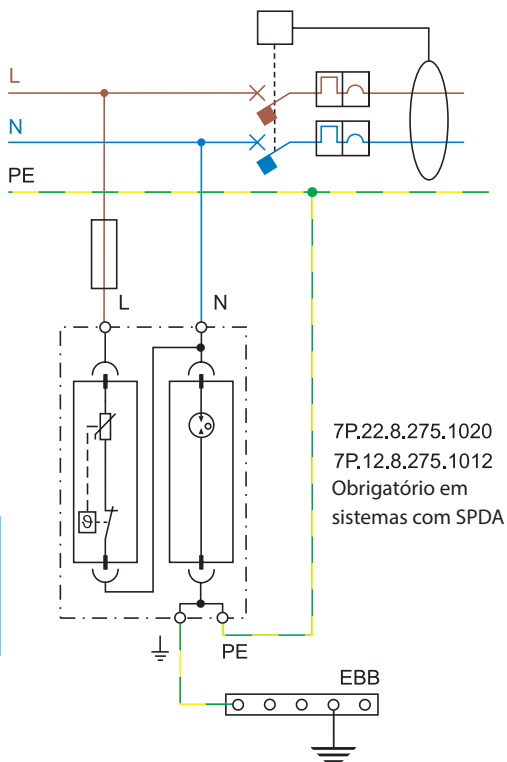 L
N
PE
L
N
7P.22.8.275.1020
7P.12.8.275.1012
Obrigatório em
sistemas com SPDA
ϑ
PE
EBB